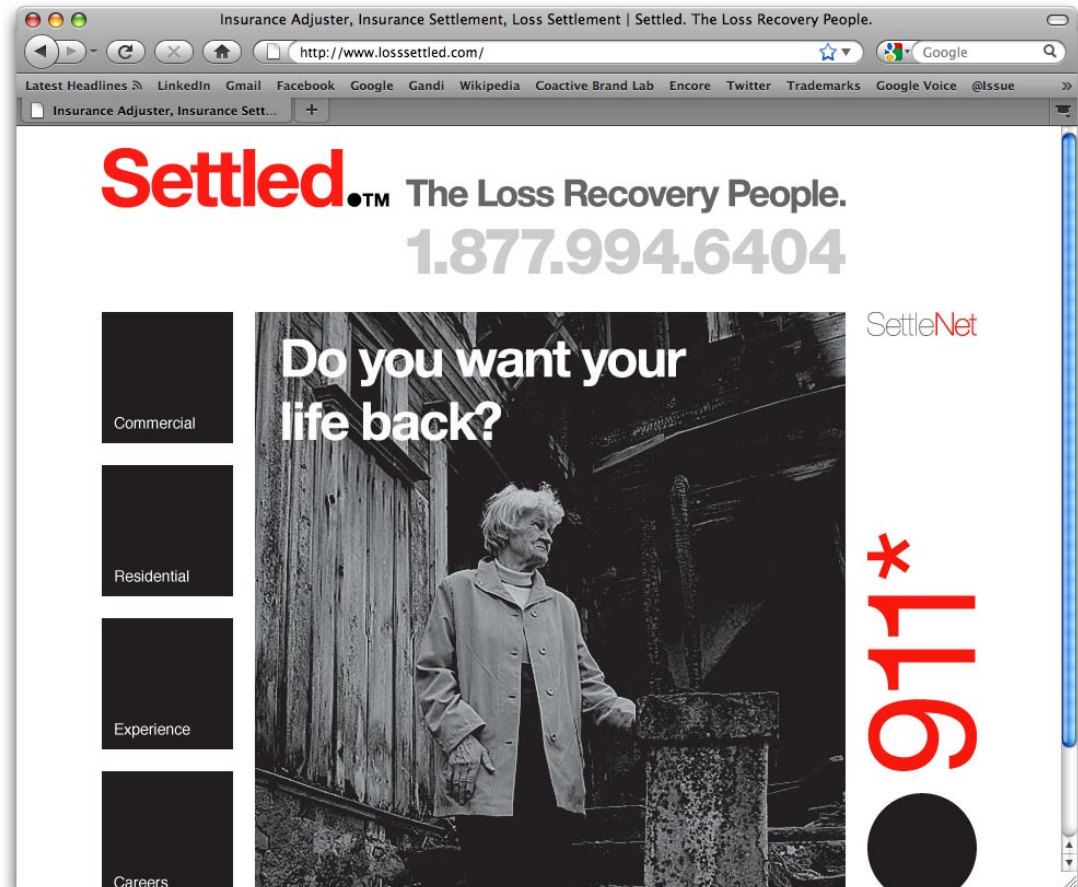 Insurance Adjuster, Insurance Settlement, Loss Settlement | Settled. The Loss Recovery People.
http://www.losssettled.com/
Google
Latest Headlines LinkedIn Gmail Facebook Google Gandi Wikipedia Coactive Brand Lab Encore Twitter Trademarks Google Voice @Issue »
Insurance Adjuster, Insurance Sett... +
Settled.™ The Loss Recovery People.
1.877.994.6404
SettleNet
Do you want your
life back?
Commercial
Residential
Experience
Careers
911*